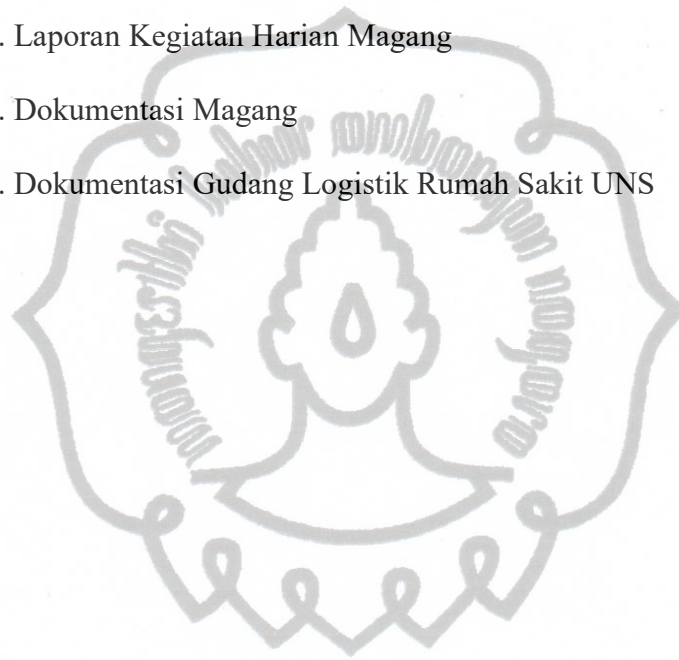 . Laporan Kegiatan Harian Magang
. Dokumentasi Magang
. Dokumentasi Gudang Logistik Rumah Sakit UNS